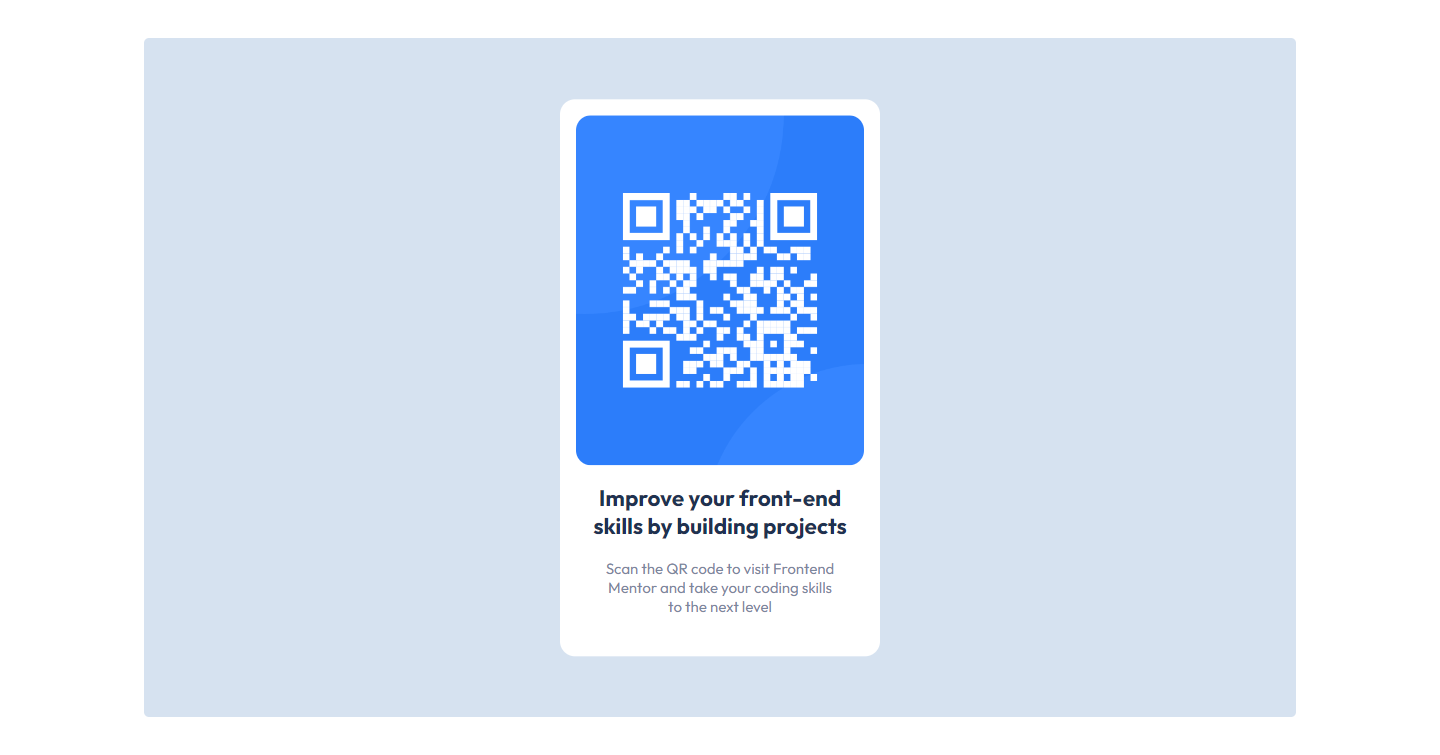 Improve your front-end
skills by building projects
Scan the QR code to visit Frontend
Mentor and take your coding skills
to the next level